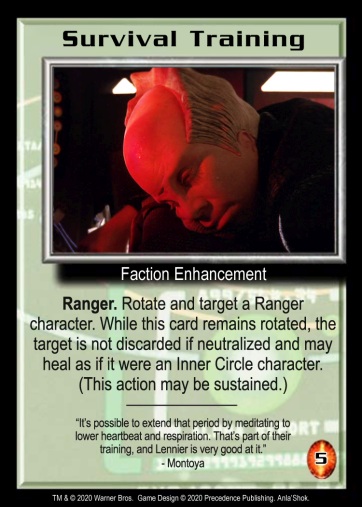 Survival Training
Faction Enhancement
Ranger. Rotate and target a Ranger
character. While this card remains rotated, the
target is not discarded if neutralized and may
heal as if it were an Inner Circle character.
(This action may be sustained.)
"It's possible to extend that period by meditating to
lower heartbeat and respiration. That's part of their
training, and Lennier is very good at it."
- Montoya
5
TM & © 2020 Warner Bros. Game Design © 2020 Precedence Publishing. Anla'Shok.